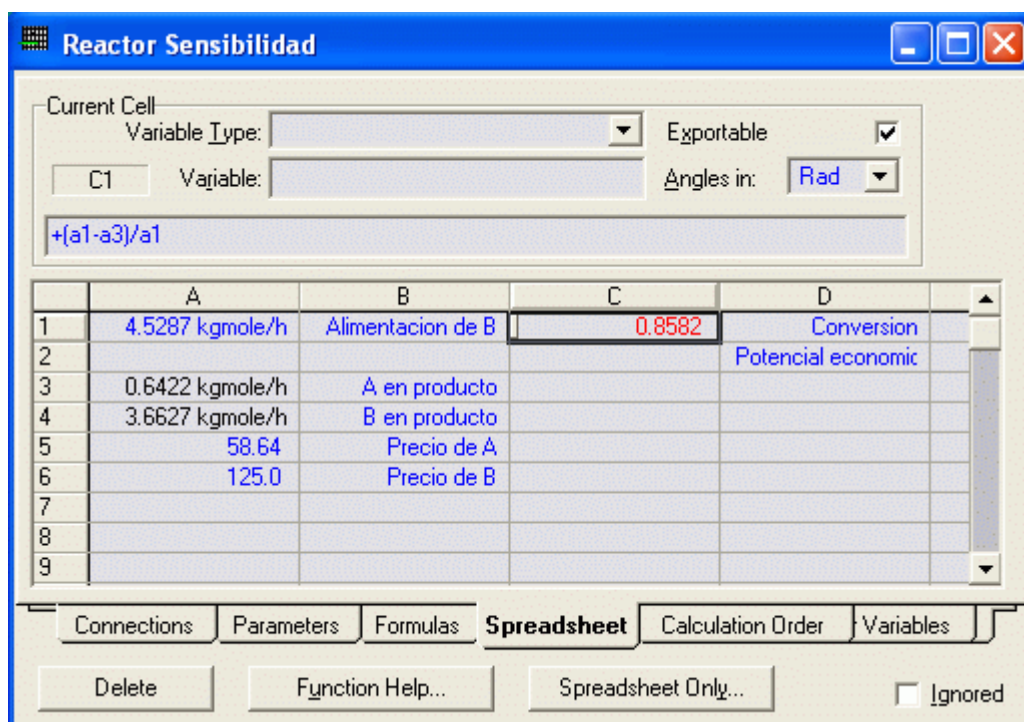 Reactor Sensibilidad
Current Cell
Variable Type: Exportable
C1 Variable: Angles in: Rad
+(a1-a3)/a1
A B C D
1 4.5287 kgmole/h Alimentacion de B 0.8582 Conversion
2 Potencial economic
3 0.6422 kgmole/h A en producto
4 3.6627 kgmole/h B en producto
5 58.64 Precio de A
6 125.0 Precio de B
7
8
9
Connections Parameters Formulas Spreadsheet Calculation Order Variables
Delete Function Help... Spreadsheet Only... Ignored